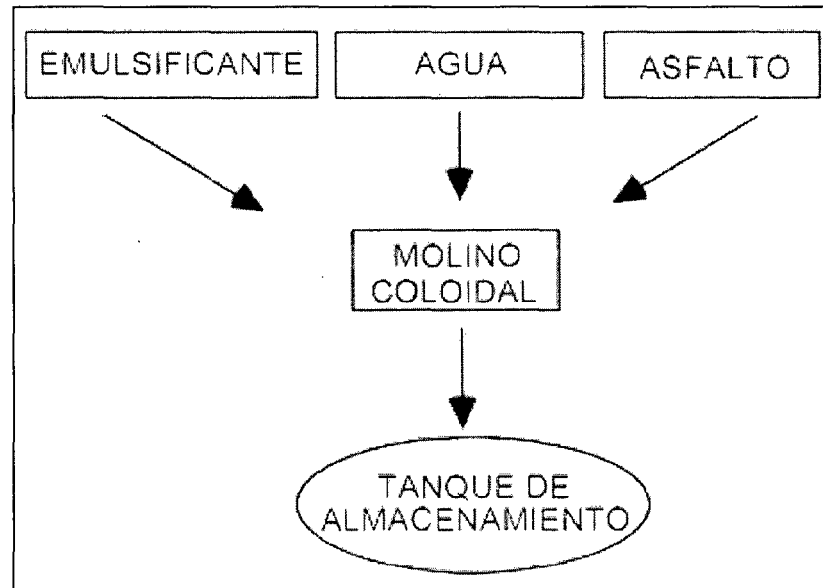 EMULSIFICANTE
AGUA
ASFALTO
MOLINO
COLOIDAL
TANQUE DE
ALMACENAMIENTO